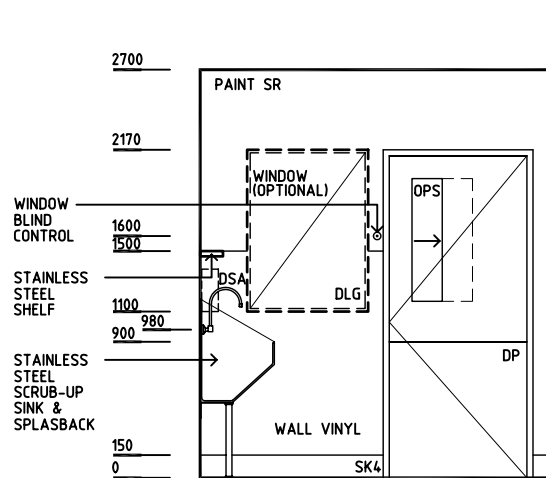 2700
PAINT SR
2170
WINDOW
(OPTIONAL)
OPS
WINDOW
BLIND
CONTROL
1600
1500
STAINLESS
STEEL
SHELF
DSA
DLG
1100
980
900
STAINLESS
STEEL
SCRUB-UP
SINK &
SPLASBACK
DP
WALL VINYL
150
0
SK4